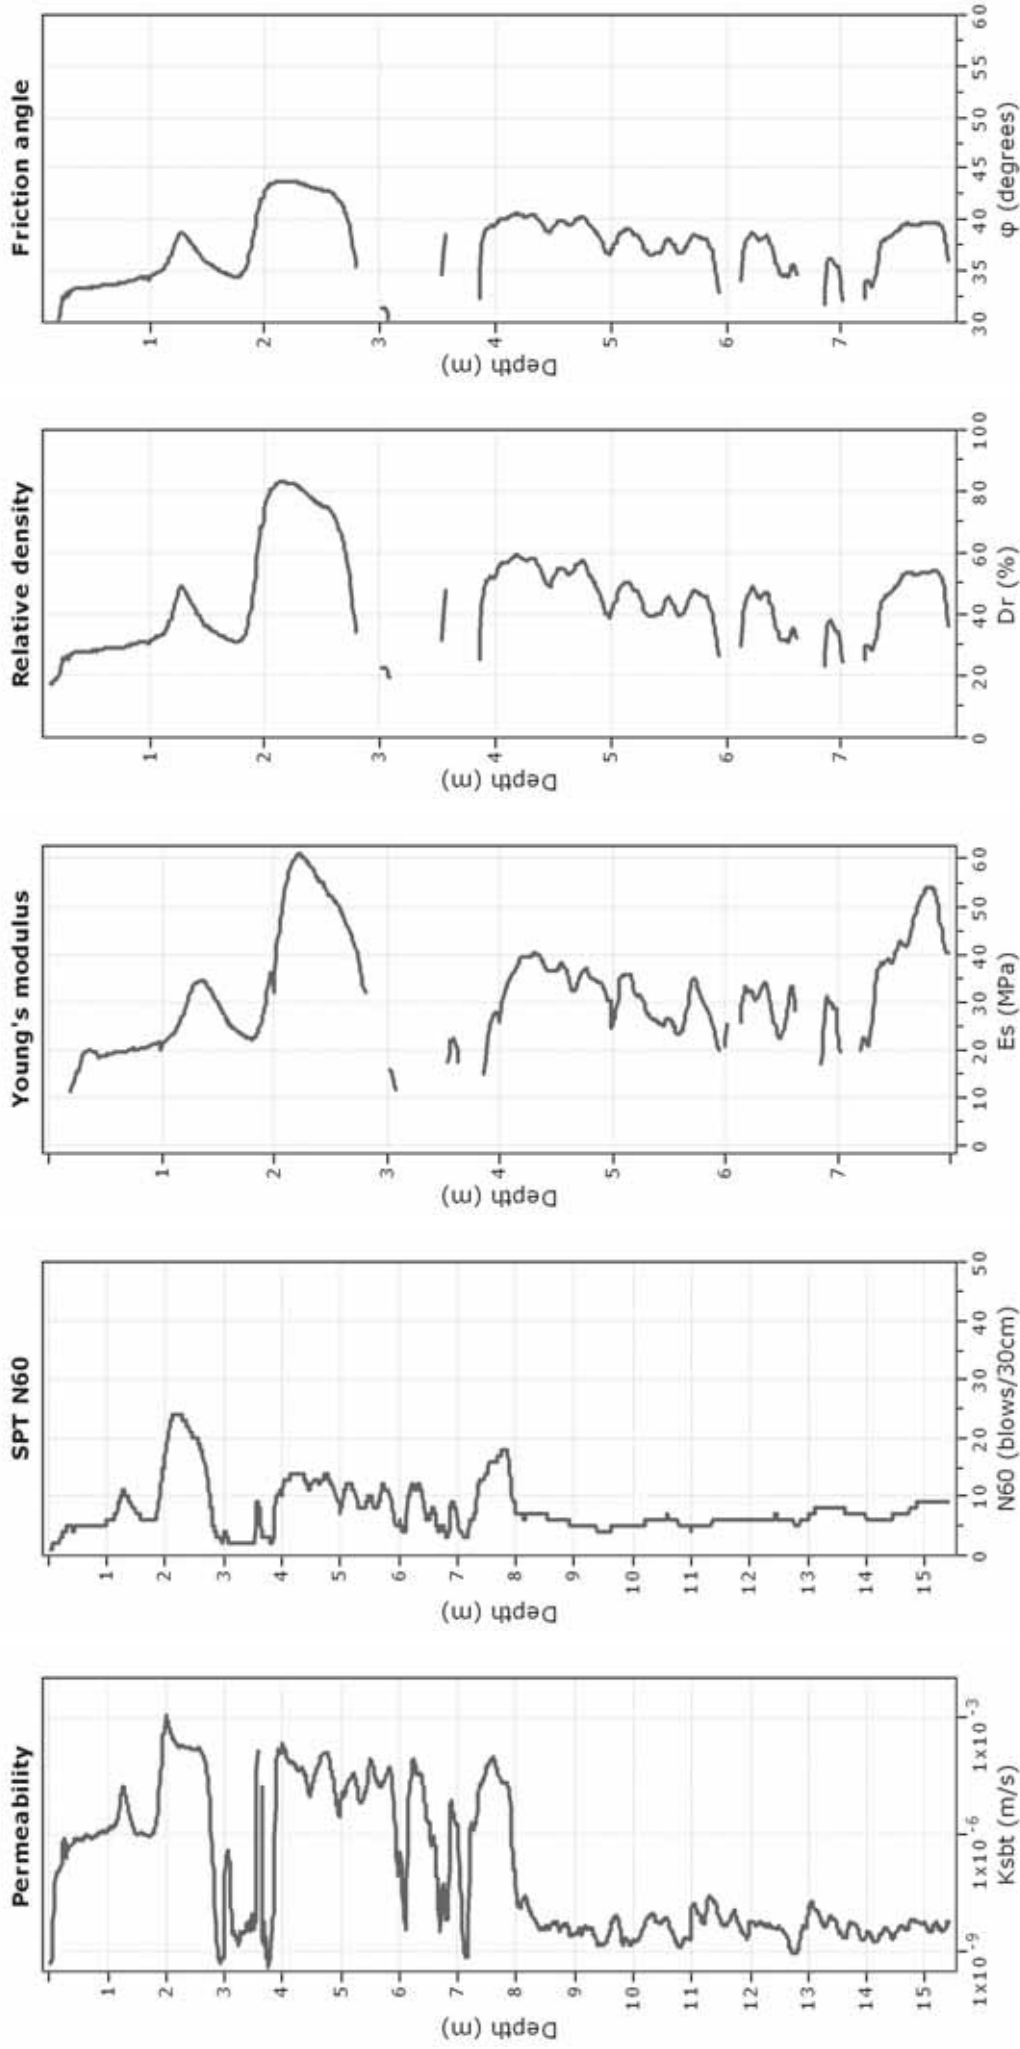 Permeability
Depth (m)
1
2
3
4
5
6
7
8
9
10
11
12
13
14
15
1x10-9
1x10-6
1x10-3
Ksbt (m/s)
SPT N60
Depth (m)
1
2
3
4
5
6
7
8
9
10
11
12
13
14
15
0 10 20 30 40 50
N60 (blows/30cm)
Young's modulus
Depth (m)
1
2
3
4
5
6
7
0 10 20 30 40 50 60
Es (MPa)
Relative density
Depth (m)
1
2
3
4
5
6
7
0 20 40 60 80 100
Dr (%)
Friction angle
Depth (m)
1
2
3
4
5
6
7
30 35 40 45 50 55 60
φ (degrees)